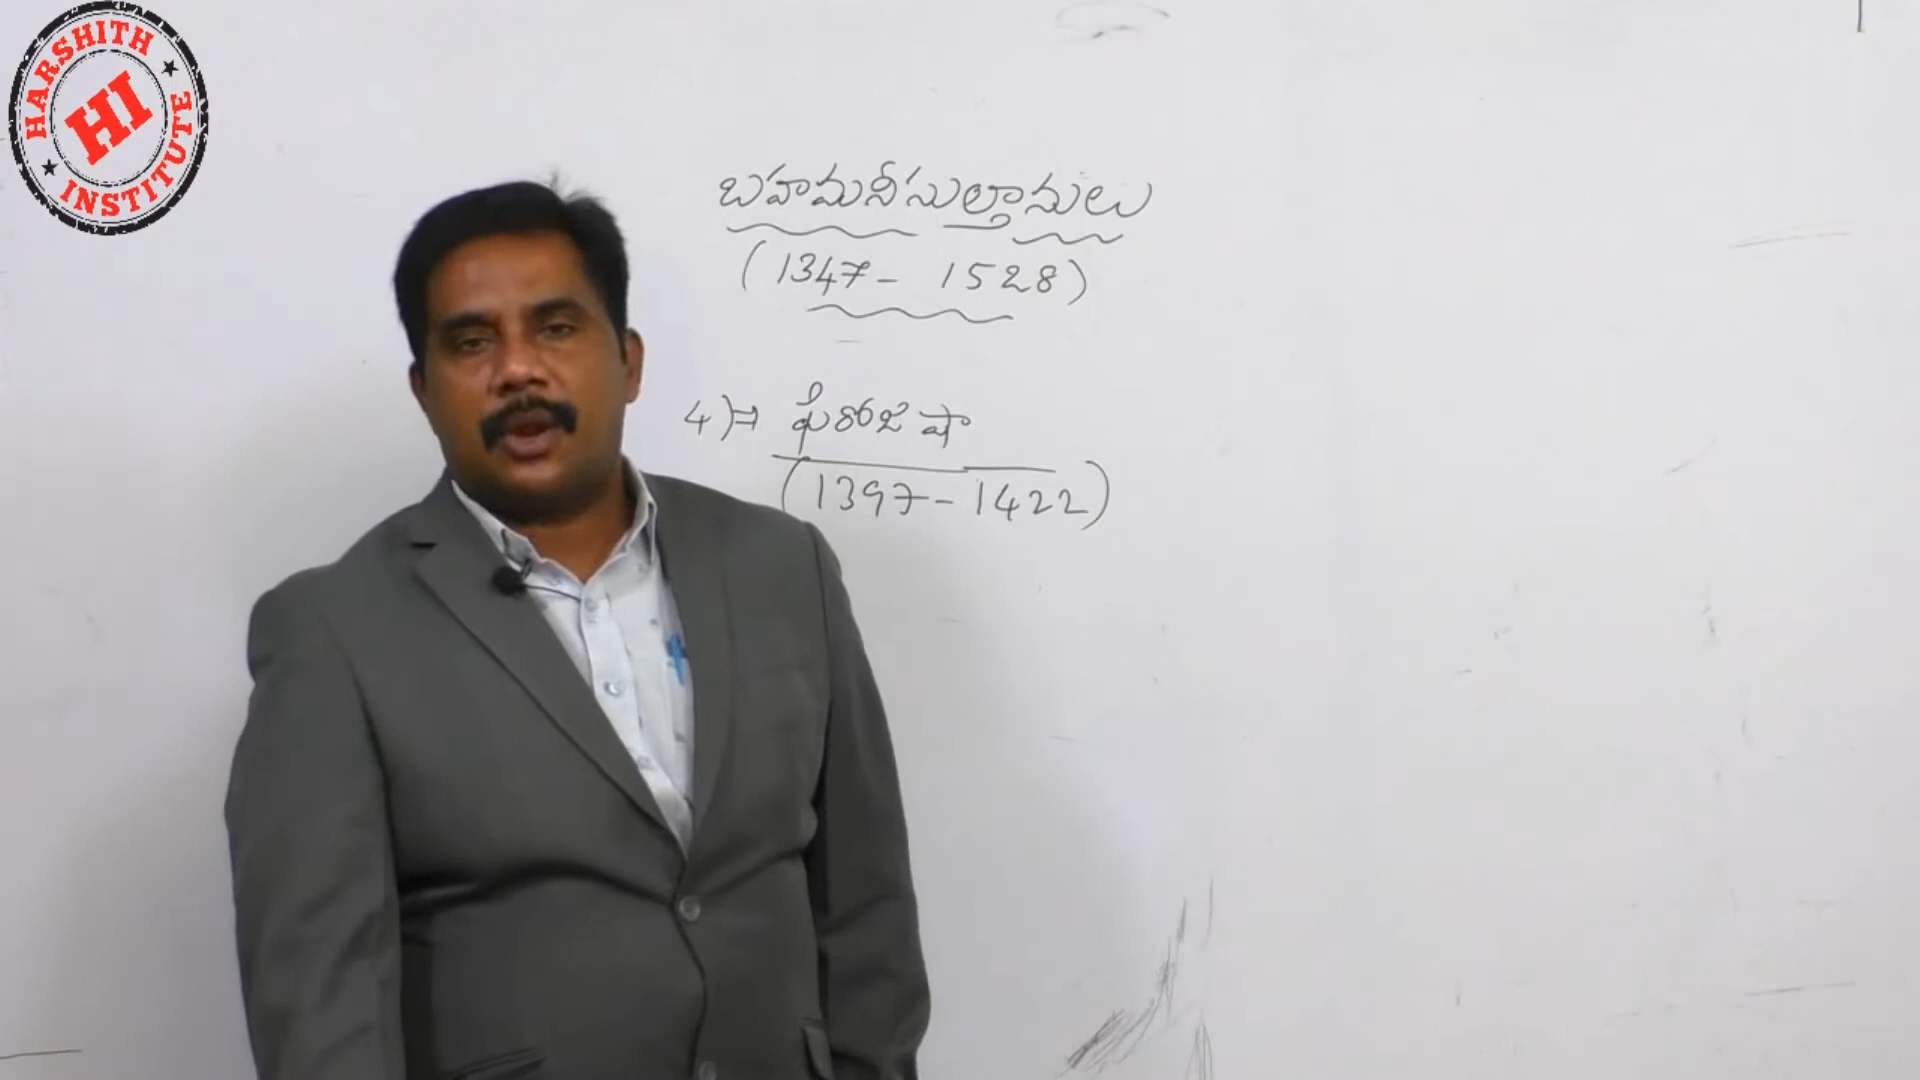 HARSHITH
HI
INSTITUTE
బహమనీసుల్తానులు
(1347- 1528)
4)⇒ ఫిరోజ్ షా
(1397-1422)